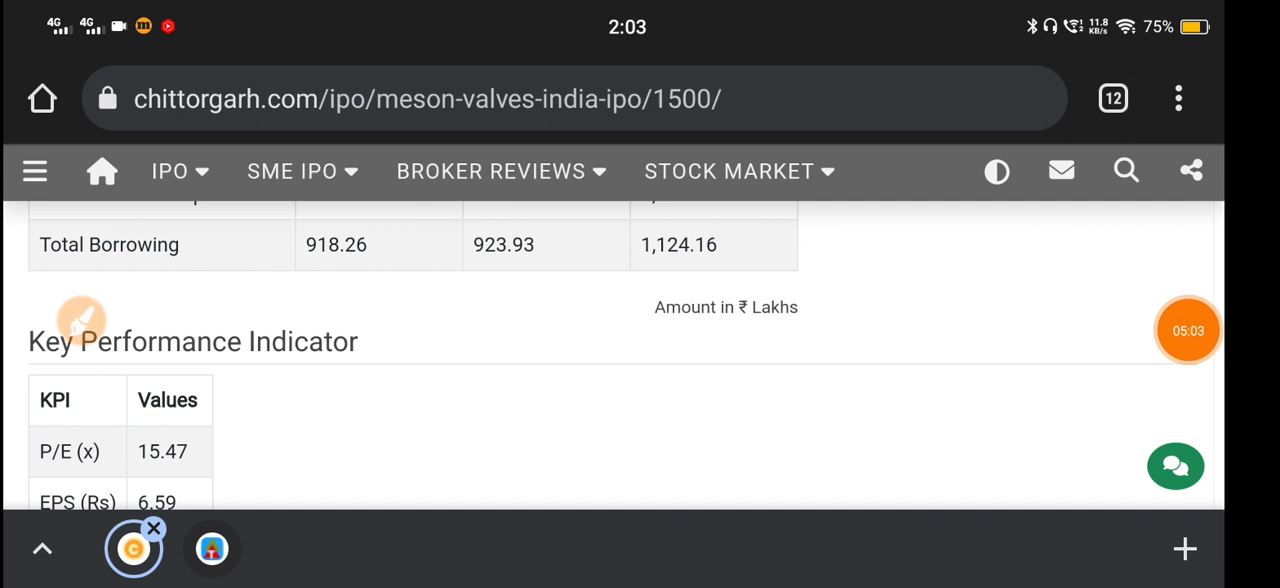 4G 4G m 2:03 11.8 KB/s 75%
chittorgarh.com/ipo/meson-valves-india-ipo/1500/ 12
IPO SME IPO BROKER REVIEWS STOCK MARKET
Total Borrowing 918.26 923.93 1,124.16
Amount in ₹ Lakhs
05:03
Key Performance Indicator
KPI Values
P/E (x) 15.47
EPS (Rs) 6.59
C